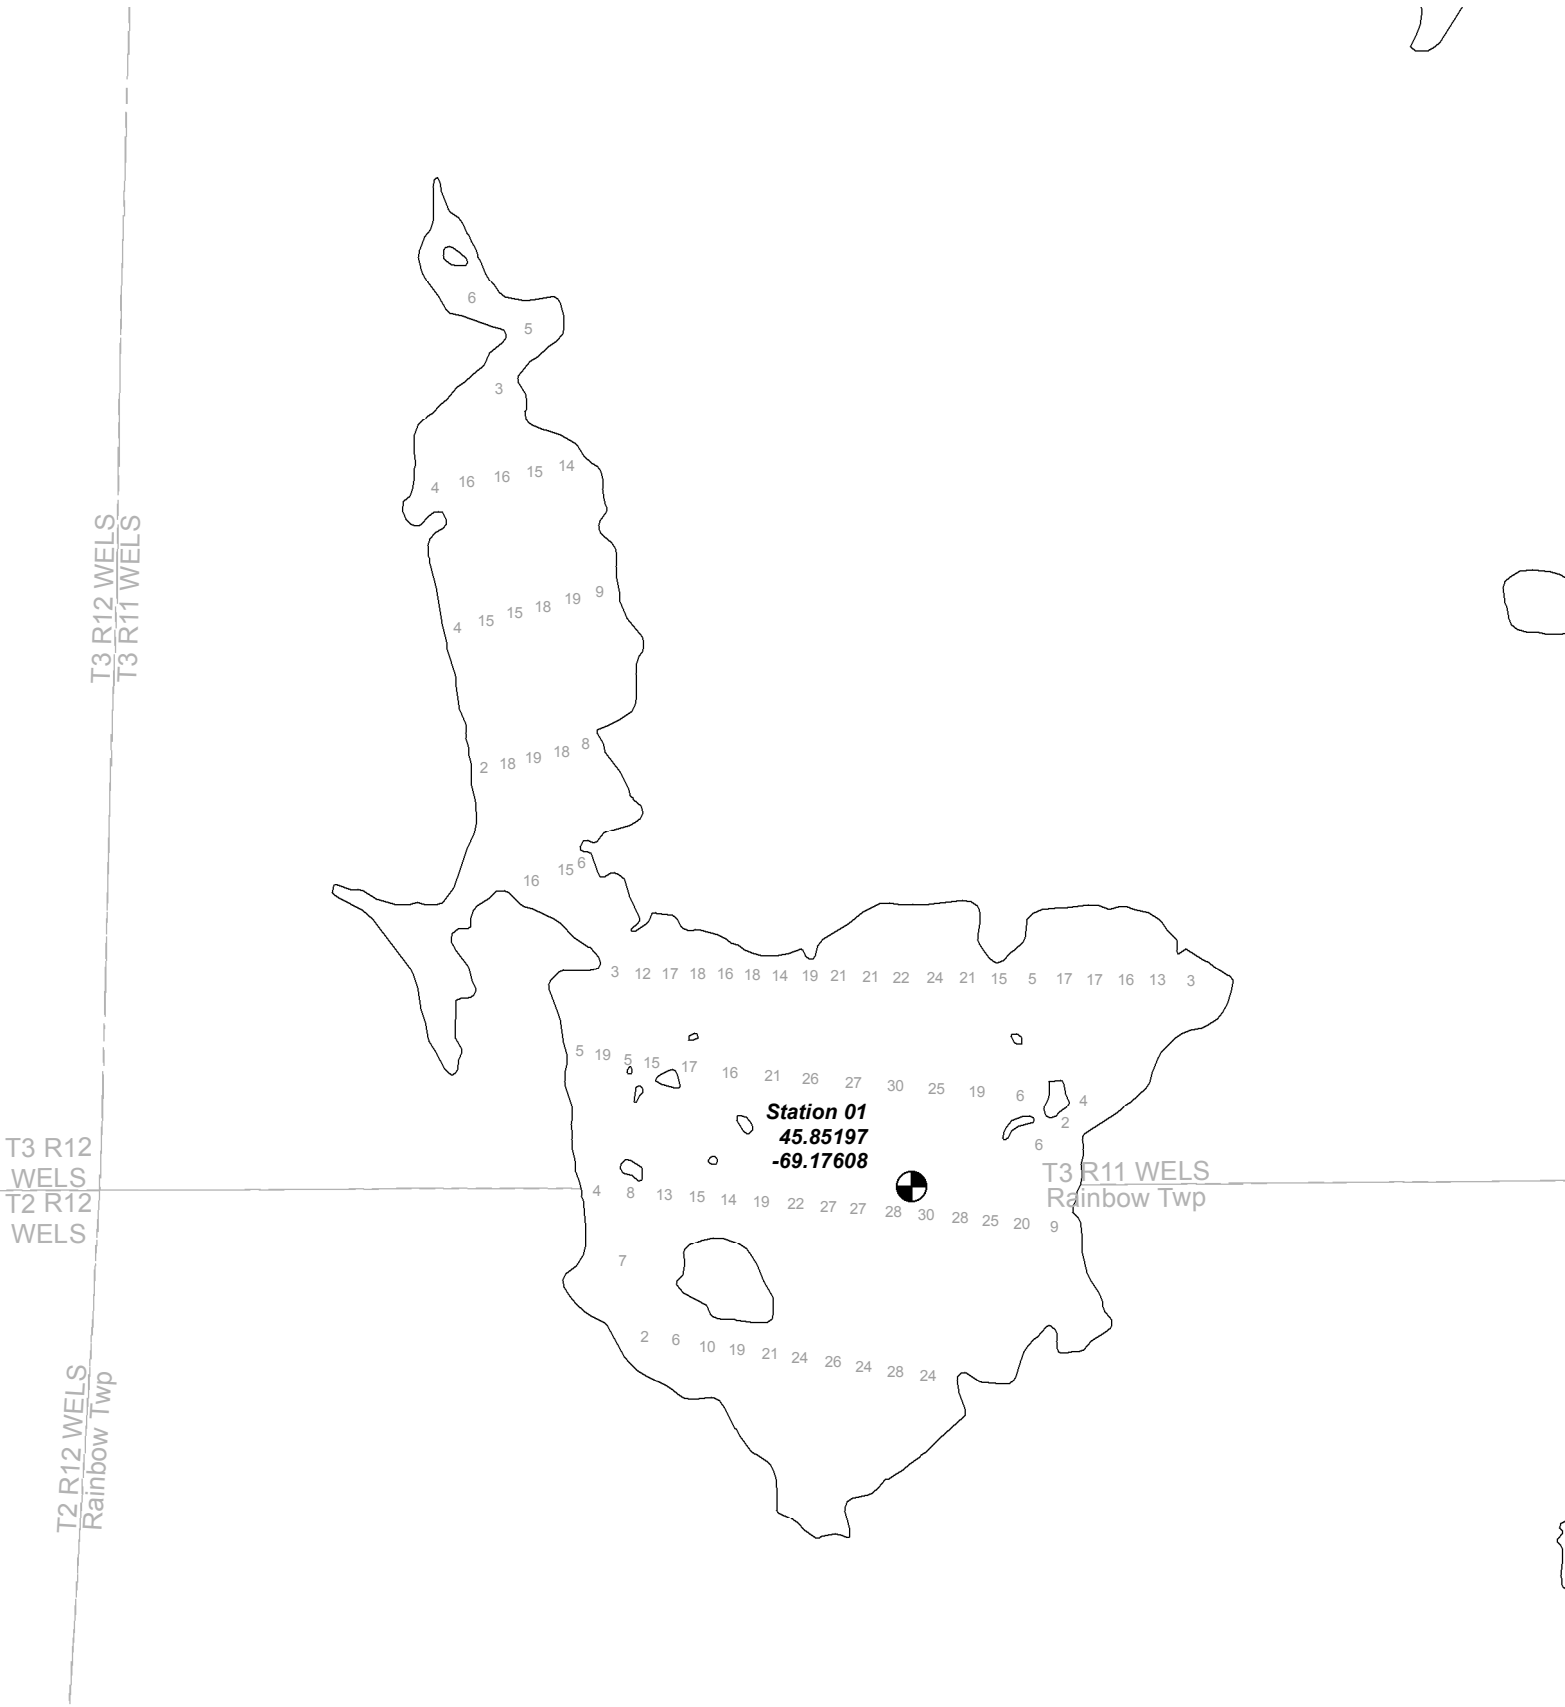 6
5
3
4 16 16 15 14
T3 R12 WELS
T3 R11 WELS
4 15 15 18 19 9
2 18 19 18 8
16 15 6
3 12 17 18 16 18 14 19 21 21 22 24 21 15 5 17 17 16 13 3
5 19 5 15 17 16 21 26 27 30 25 19 6 4
2
6
Station 01
45.85197
-69.17608
T3 R12
WELS
T2 R12
WELS
T3 R11 WELS
Rainbow Twp
4 8 13 15 14 19 22 27 27 28 30 28 25 20 9
7
2 6 10 19 21 24 26 24 28 24
T2 R12 WELS
Rainbow Twp